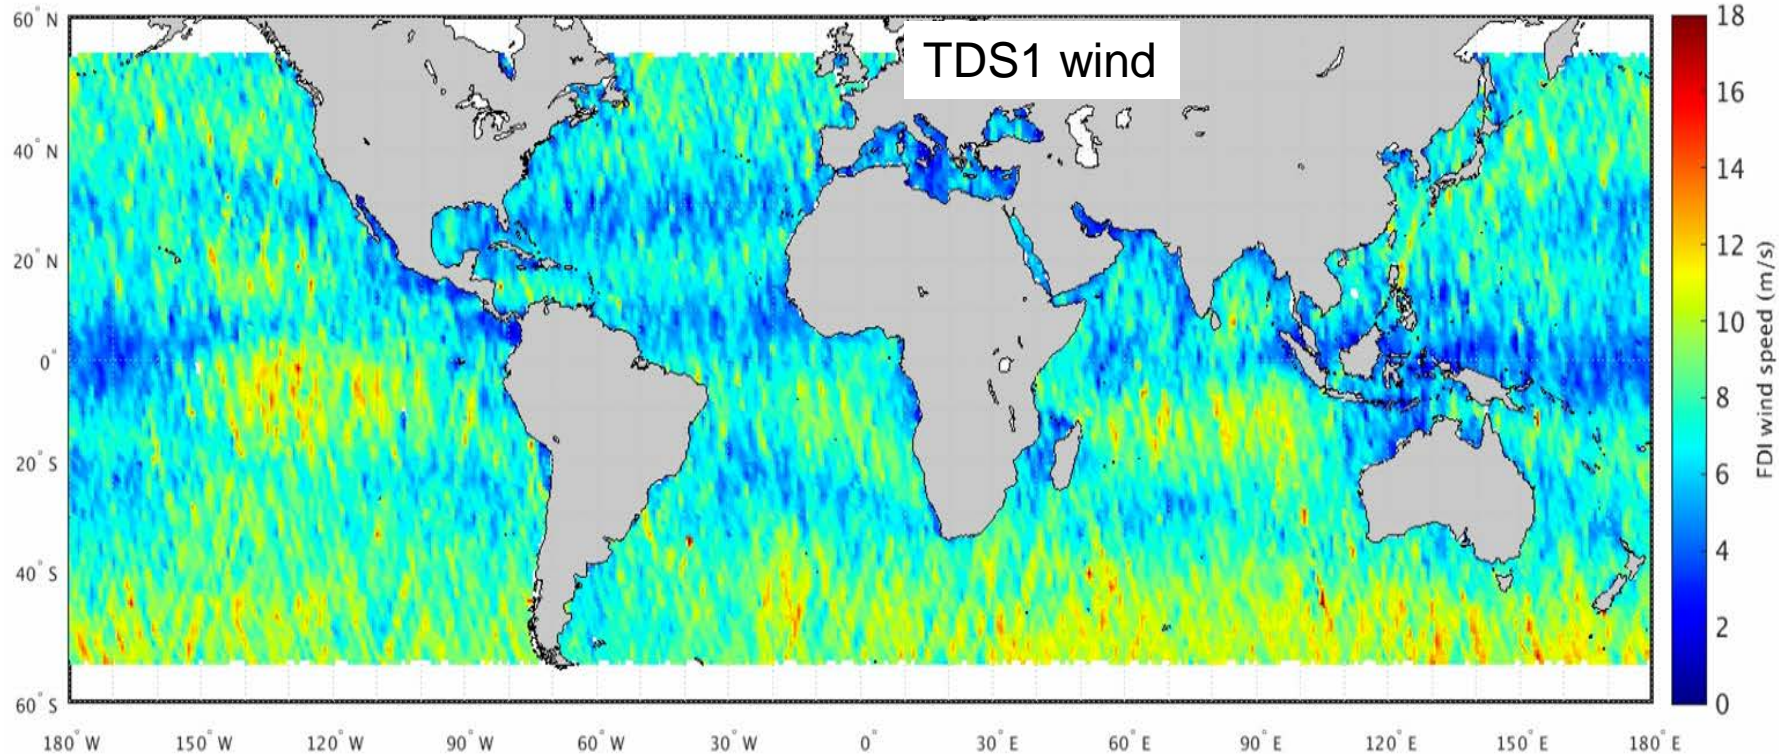 TDS1 wind
60° N
40° N
20° N
0°
20° S
40° S
60° S
180° W
150° W
120° W
90° W
60° W
30° W
0°
30° E
60° E
90° E
120° E
150° E
180° E
18
16
14
12
10
8
6
4
2
0
FDI wind speed (m/s)